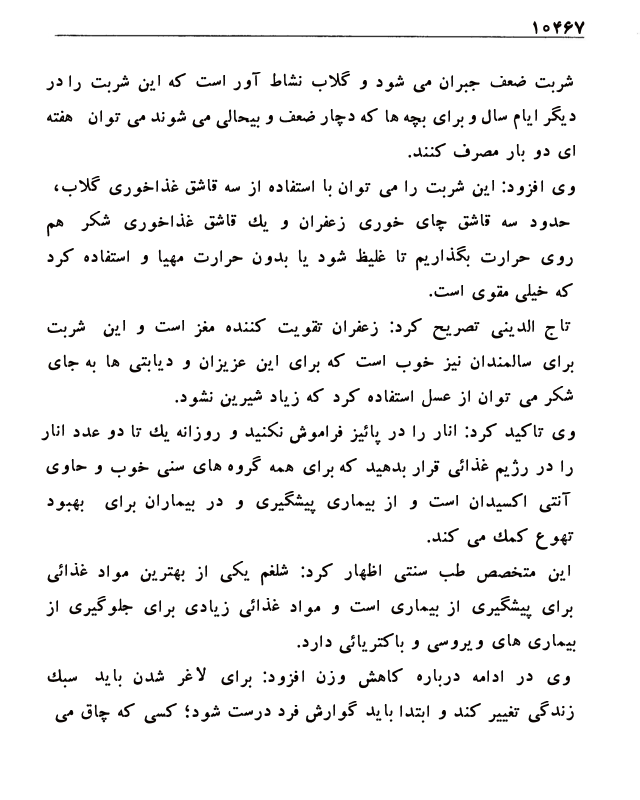 ۱۰۴۶۷
شربت ضعف جبران می شود و گلاب نشاط آور است که این شربت را در
دیگر ایام سال و برای بچه ها که دچار ضعف و بیحالی می شوند می توان هفته
ای دو بار مصرف کنند.
وی افزود: این شربت را می توان با استفاده از سه قاشق غذاخوری گلاب،
حدود سه قاشق چای خوری زعفران و یك قاشق غذاخوری شکر هم
روی حرارت بگذاریم تا غلیظ شود یا بدون حرارت مهیا و استفاده کرد
که خیلی مقوی است.
تاج الدینی تصریح کرد: زعفران تقویت کننده مغز است و این شربت
برای سالمندان نیز خوب است که برای این عزیزان و دیابتی ها به جای
شکر می توان از عسل استفاده کرد که زیاد شیرین نشود.
وی تاکید کرد: انار را در پائیز فراموش نکنید و روزانه یك تا دو عدد انار
را در رژیم غذائی قرار بدهید که برای همه گروه های سنی خوب و حاوی
آنتی اکسیدان است و از بیماری پیشگیری و در بیماران برای بهبود
تهوع کمك می کند.
این متخصص طب سنتی اظهار کرد: شلغم یکی از بهترین مواد غذائی
برای پیشگیری از بیماری است و مواد غذائی زیادی برای جلوگیری از
بیماری های ویروسی و باکتریائی دارد.
وی در ادامه درباره کاهش وزن افزود: برای لاغر شدن باید سبك
زندگی تغییر کند و ابتدا باید گوارش فرد درست شود؛ کسی که چاق می